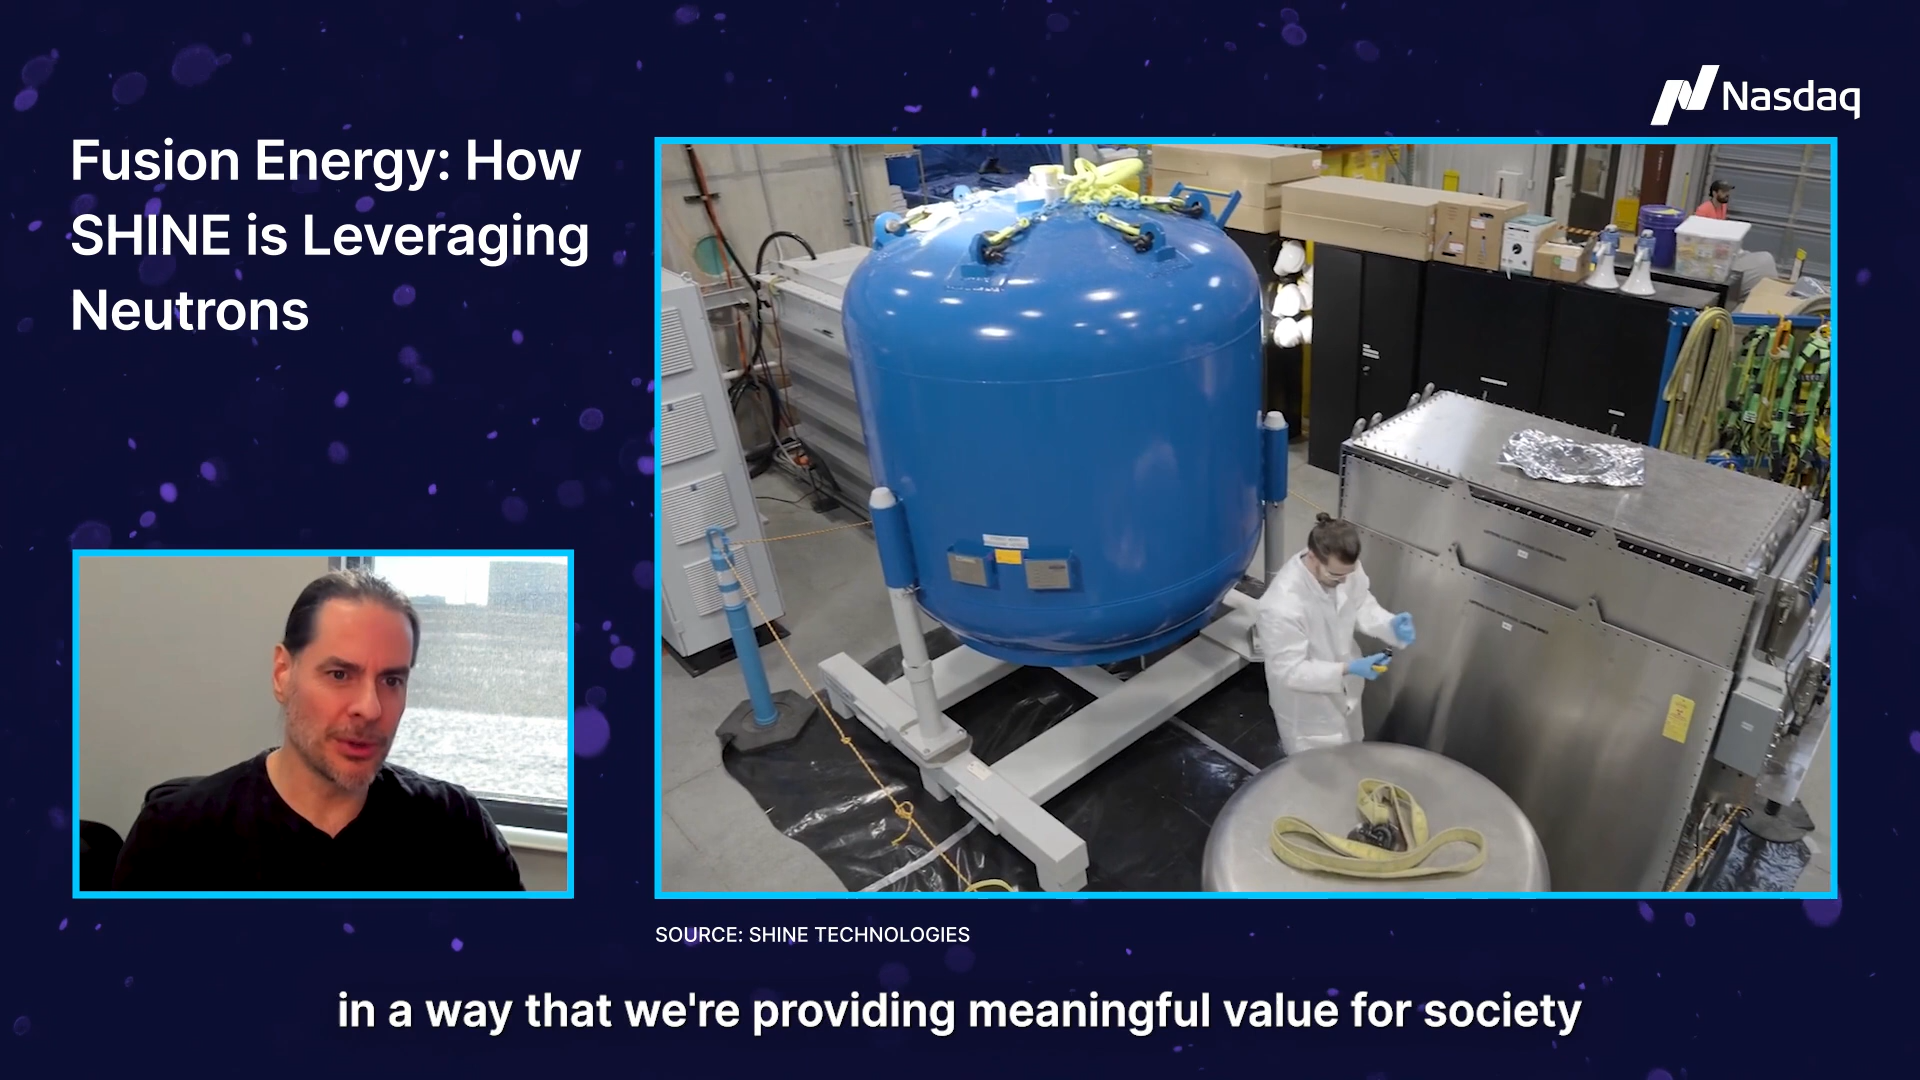 Nasdaq
Fusion Energy: How
SHINE is Leveraging
Neutrons
SOURCE: SHINE TECHNOLOGIES
in a way that we're providing meaningful value for society